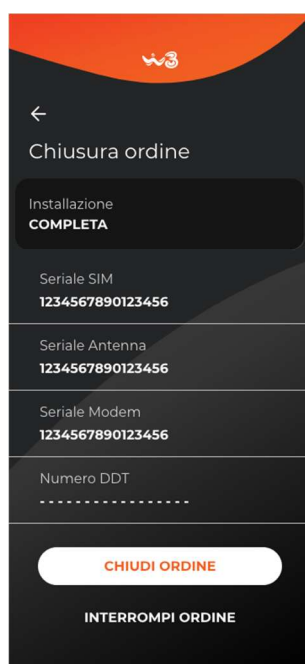 W3
Chiusura ordine
Installazione
COMPLETA
Seriale SIM
1234567890123456
Seriale Antenna
1234567890123456
Seriale Modem
1234567890123456
Numero DDT
- - - - - - - - - - - - - - - - -
CHIUDI ORDINE
INTERROMPI ORDINE